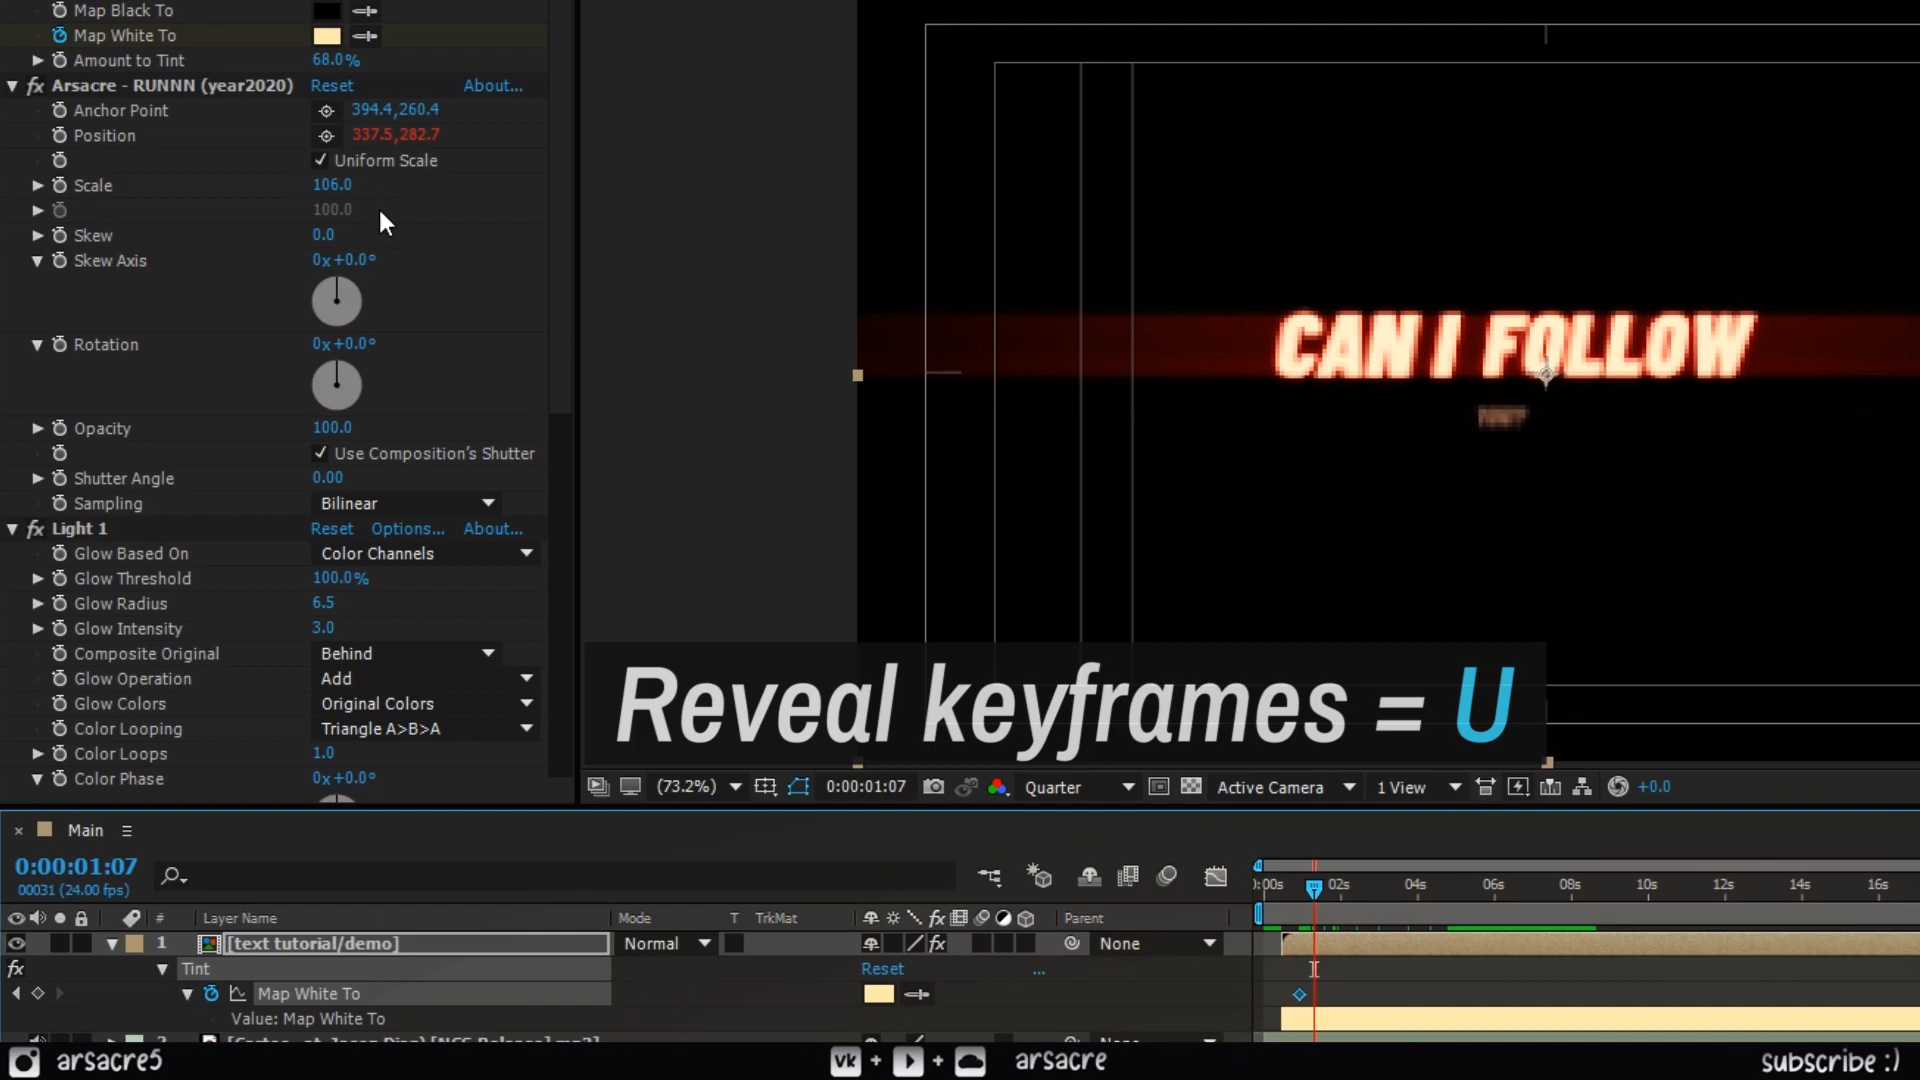 Map Black To
Map White To
Amount to Tint 68.0%
fx Arsacre - RUNNN (year2020) Reset About...
Anchor Point 394.4,260.4
Position 337.5,282.7
✓ Uniform Scale
Scale 106.0
100.0
Skew 0.0
Skew Axis 0x+0.0°
Rotation 0x+0.0°
Opacity 100.0
✓ Use Composition's Shutter
Shutter Angle 0.00
Sampling Bilinear
fx Light 1 Reset Options... About...
Glow Based On Color Channels
Glow Threshold 100.0%
Glow Radius 6.5
Glow Intensity 3.0
Composite Original Behind
Glow Operation Add
Glow Colors Original Colors
Color Looping Triangle A>B>A
Color Loops 1.0
Color Phase 0x+0.0°
CAN I FOLLOW
Reveal keyframes = U
(73.2%) 0:00:01:07 Quarter Active Camera 1 View +0.0
× Main
0:00:01:07
00031 (24.00 fps)
):00s 02s 04s 06s 08s 10s 12s 14s 16s
# Layer Name Mode T TrkMat fx Parent
1 [text tutorial/demo] Normal fx None
fx Tint Reset ...
Map White To
Value: Map White To
arsacre5 vk + + arsacre subscribe :)